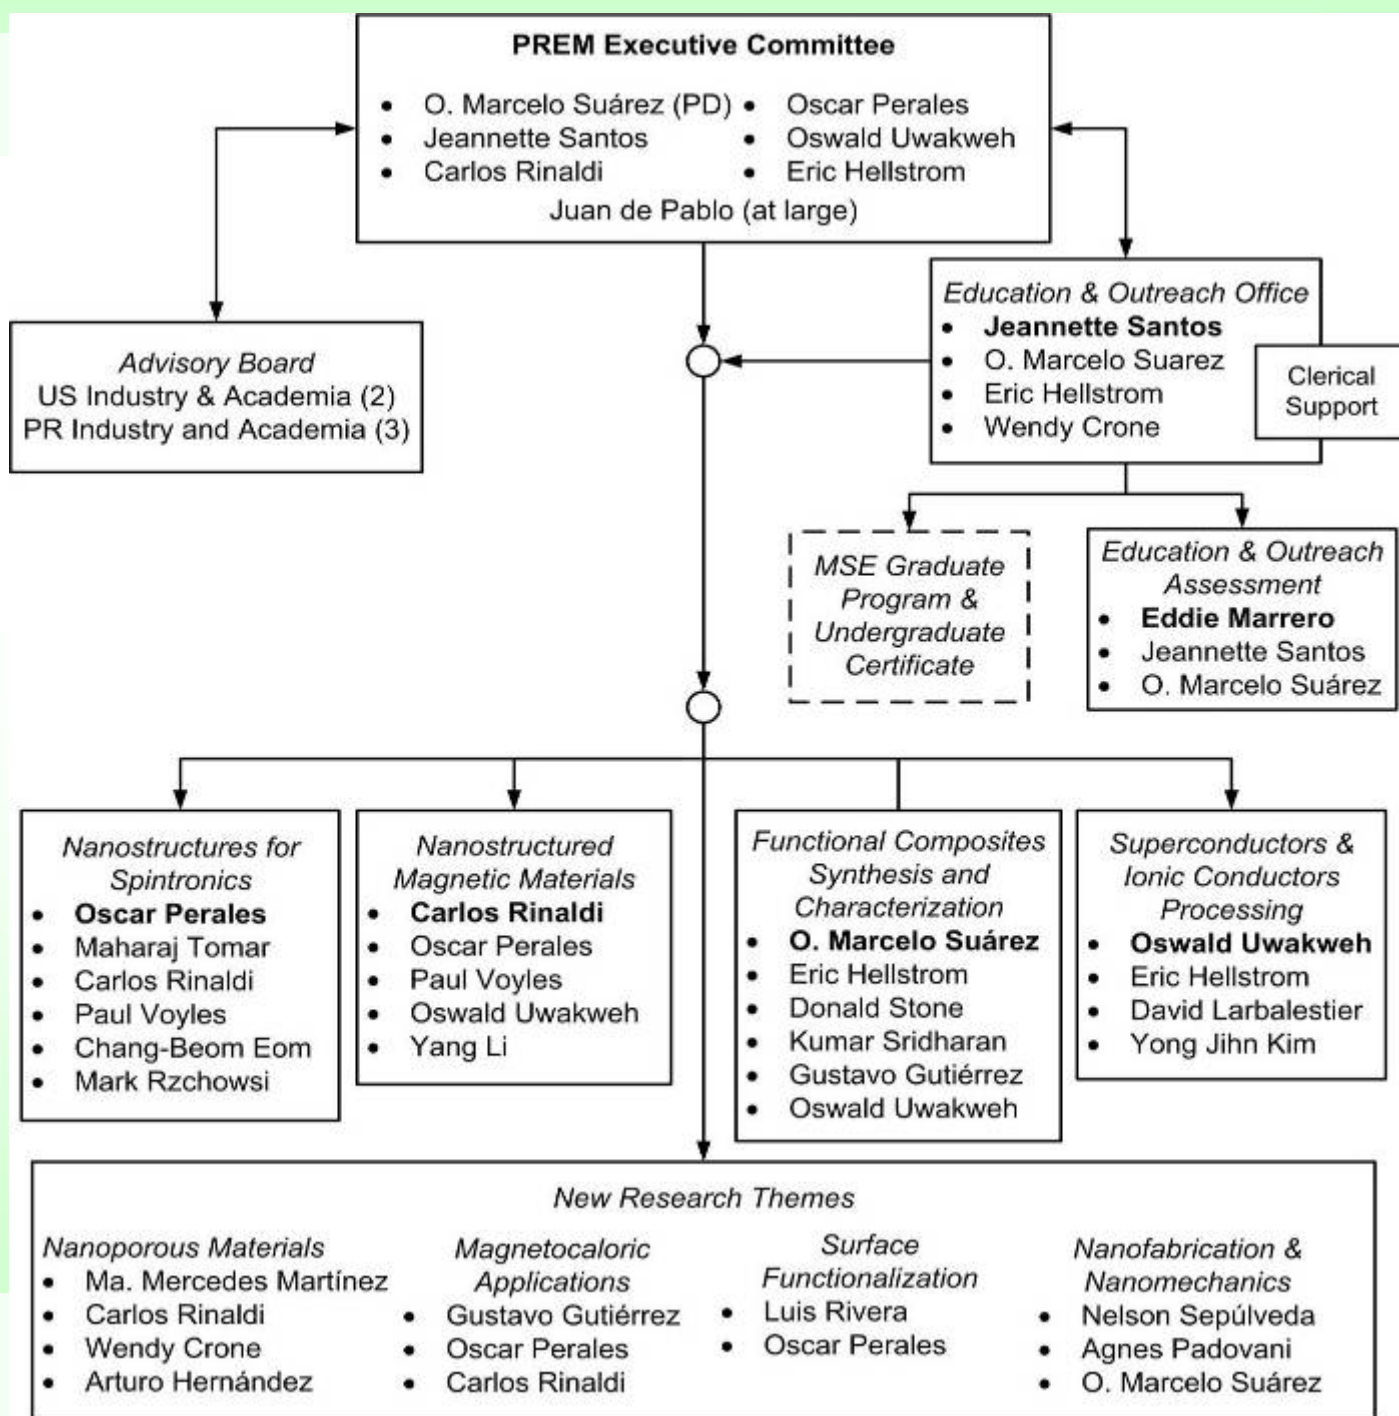 PREM Executive Committee
• O. Marcelo Suárez (PD)
• Jeannette Santos
• Carlos Rinaldi
• Oscar Perales
• Oswald Uwakweh
• Eric Hellstrom
Juan de Pablo (at large)
Advisory Board
US Industry & Academia (2)
PR Industry and Academia (3)
Education & Outreach Office
• Jeannette Santos
• O. Marcelo Suarez
• Eric Hellstrom
• Wendy Crone
Clerical
Support
MSE Graduate
Program &
Undergraduate
Certificate
Education & Outreach
Assessment
• Eddie Marrero
• Jeannette Santos
• O. Marcelo Suárez
Nanostructures for
Spintronics
• Oscar Perales
• Maharaj Tomar
• Carlos Rinaldi
• Paul Voyles
• Chang-Beom Eom
• Mark Rzchowsi
Nanostructured
Magnetic Materials
• Carlos Rinaldi
• Oscar Perales
• Paul Voyles
• Oswald Uwakweh
• Yang Li
Functional Composites
Synthesis and
Characterization
• O. Marcelo Suárez
• Eric Hellstrom
• Donald Stone
• Kumar Sridharan
• Gustavo Gutiérrez
• Oswald Uwakweh
Superconductors &
Ionic Conductors
Processing
• Oswald Uwakweh
• Eric Hellstrom
• David Larbalestier
• Yong Jihn Kim
New Research Themes
Nanoporous Materials
• Ma. Mercedes Martínez
• Carlos Rinaldi
• Wendy Crone
• Arturo Hernández
Magnetocaloric
Applications
• Gustavo Gutiérrez
• Oscar Perales
• Carlos Rinaldi
Surface
Functionalization
• Luis Rivera
• Oscar Perales
Nanofabrication &
Nanomechanics
• Nelson Sepúlveda
• Agnes Padovani
• O. Marcelo Suárez